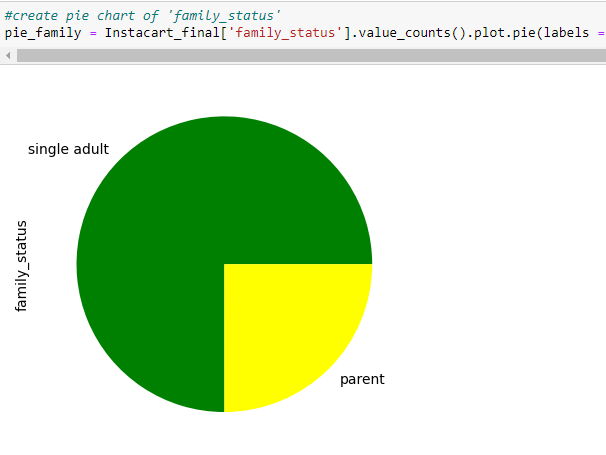 #create pie chart of 'family_status'
pie_family = Instacart_final['family_status'].value_counts().plot.pie(labels =
single adult
family_status
parent